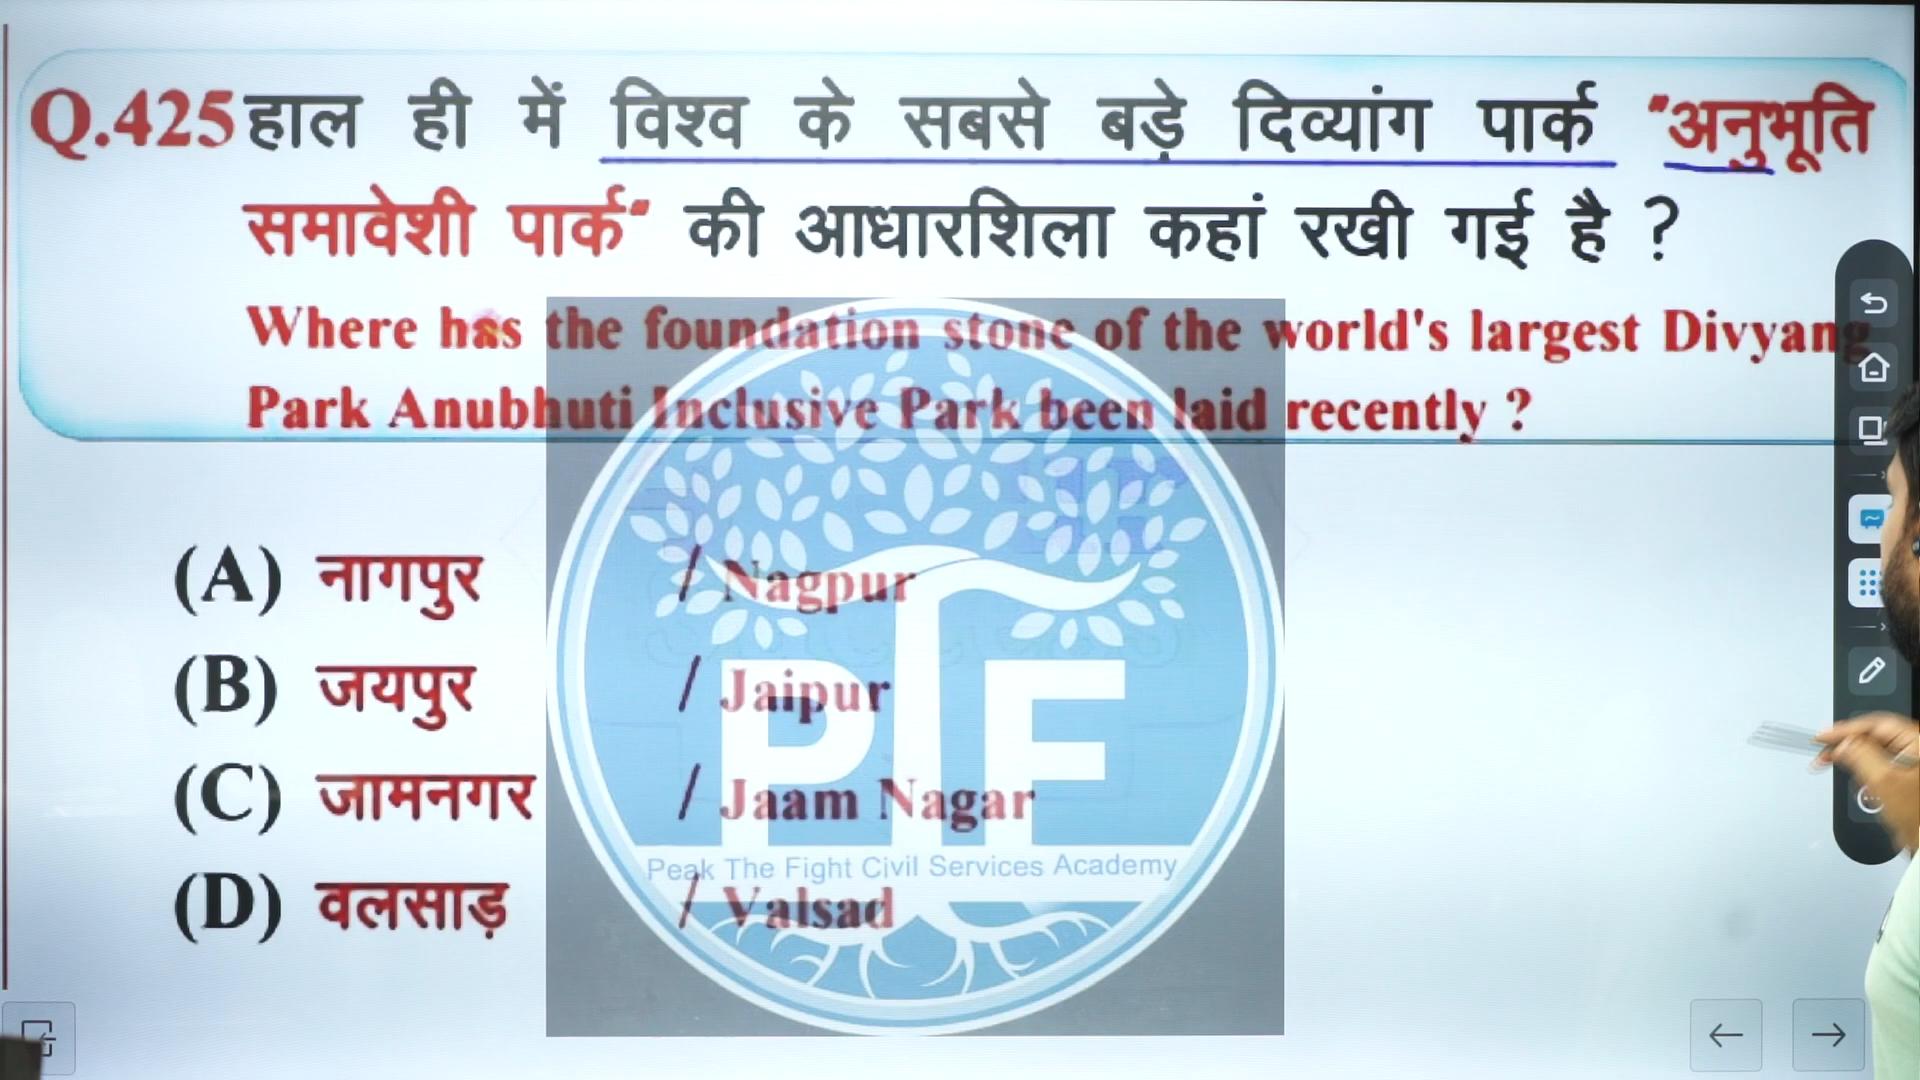 Q.425 हाल ही में विश्व के सबसे बड़े दिव्यांग पार्क "अनुभूति
समावेशी पार्क" की आधारशिला कहां रखी गई है ?
Where has the foundation stone of the world's largest Divyang
Park Anubhuti Inclusive Park been laid recently ?
(A) नागपुर / Nagpur
(B) जयपुर / Jaipur
(C) जामनगर / Jaam Nagar
(D) वलसाड़ / Valsad
PTF
Peak The Fight Civil Services Academy